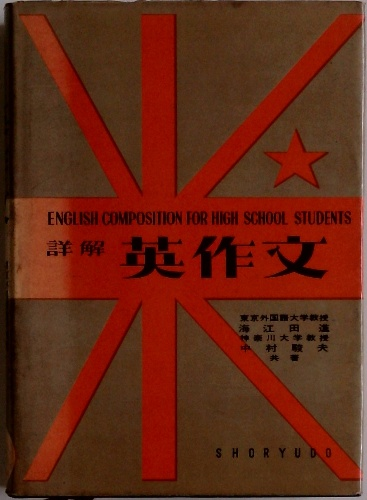 ENGLISH COMPOSITION FOR HIGH SCHOOL STUDENTS
詳解 英作文
東京外国語大学教授
海江田進
神奈川大学教授
中村駿夫
共著
SHORYUDO